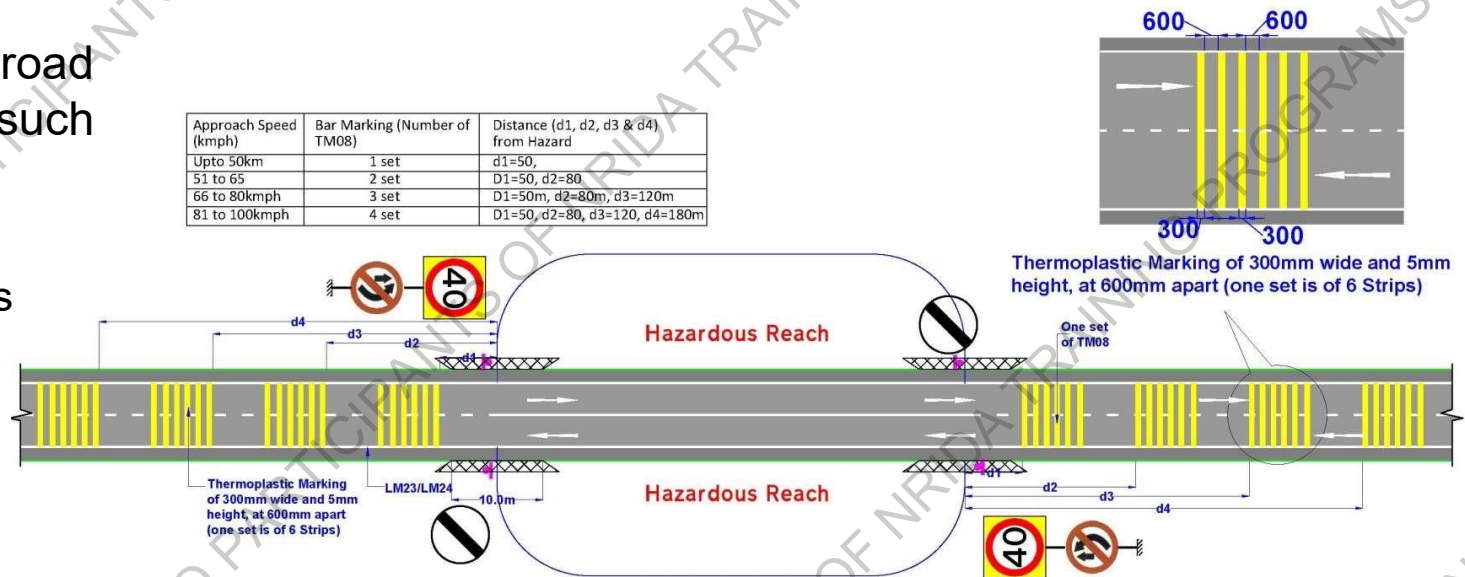 road
such
s
Approach Speed (kmph) Bar Marking (Number of TM08) Distance (d1, d2, d3 & d4) from Hazard
Upto 50km 1 set d1=50,
51 to 65 2 set D1=50, d2=80
66 to 80kmph 3 set D1=50m, d2=80m, d3=120m
81 to 100kmph 4 set D1=50, d2=80, d3=120, d4=180m
600 600
300 300
Thermoplastic Marking of 300mm wide and 5mm
height, at 600mm apart (one set is of 6 Strips)
40
d4
d3
d2
d1
Hazardous Reach
One set
of TM08
Thermoplastic Marking
of 300mm wide and 5mm
height, at 600mm apart
(one set is of 6 Strips)
LM23/LM24
10.0m
Hazardous Reach
d1
d2
d3
d4
40
PARTICIPANTS OF NRIDA TRAINING PROGRAMS